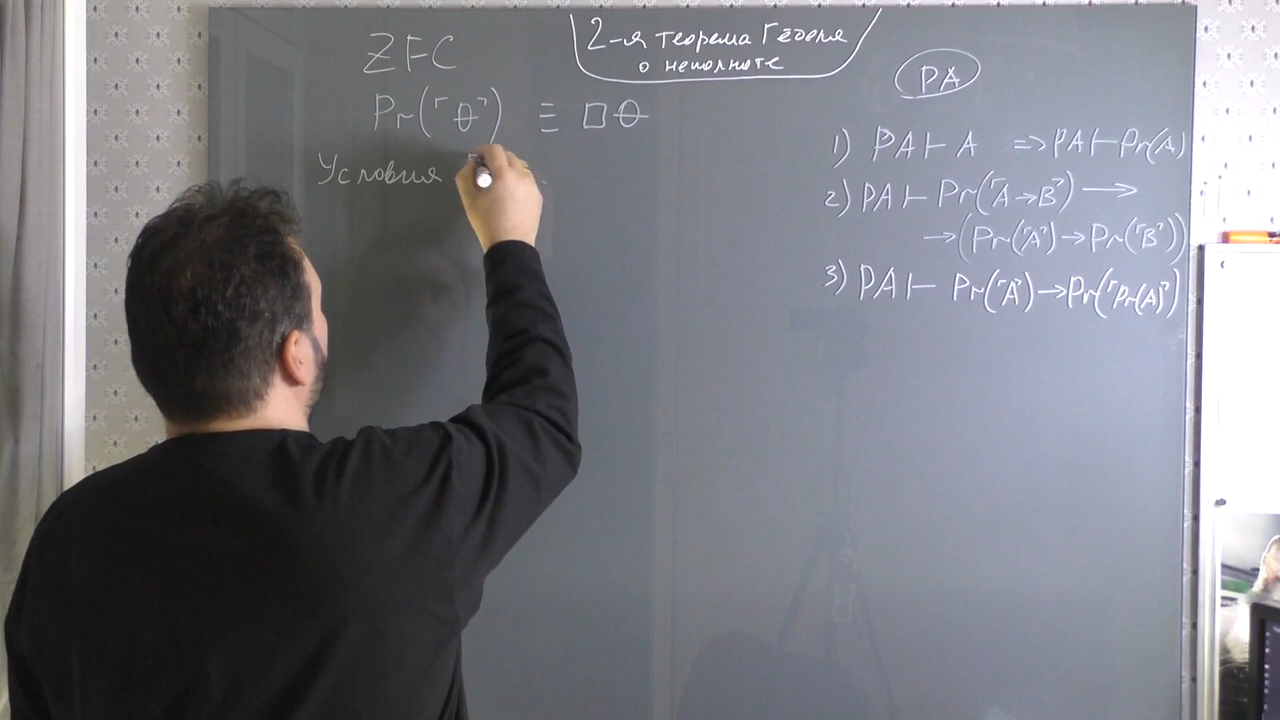 2-я теорема Гёделя
о неполноте
ZFC
Pr(⌜θ⌝) ≡ □θ
Условия
PA
1) PA ⊢ A ⇒ PA ⊢ Pr(A)
2) PA ⊢ Pr(⌜A→B⌝) →
→ (Pr(⌜A⌝) → Pr(⌜B⌝))
3) PA ⊢ Pr(⌜A⌝) → Pr(⌜Pr(A)⌝)